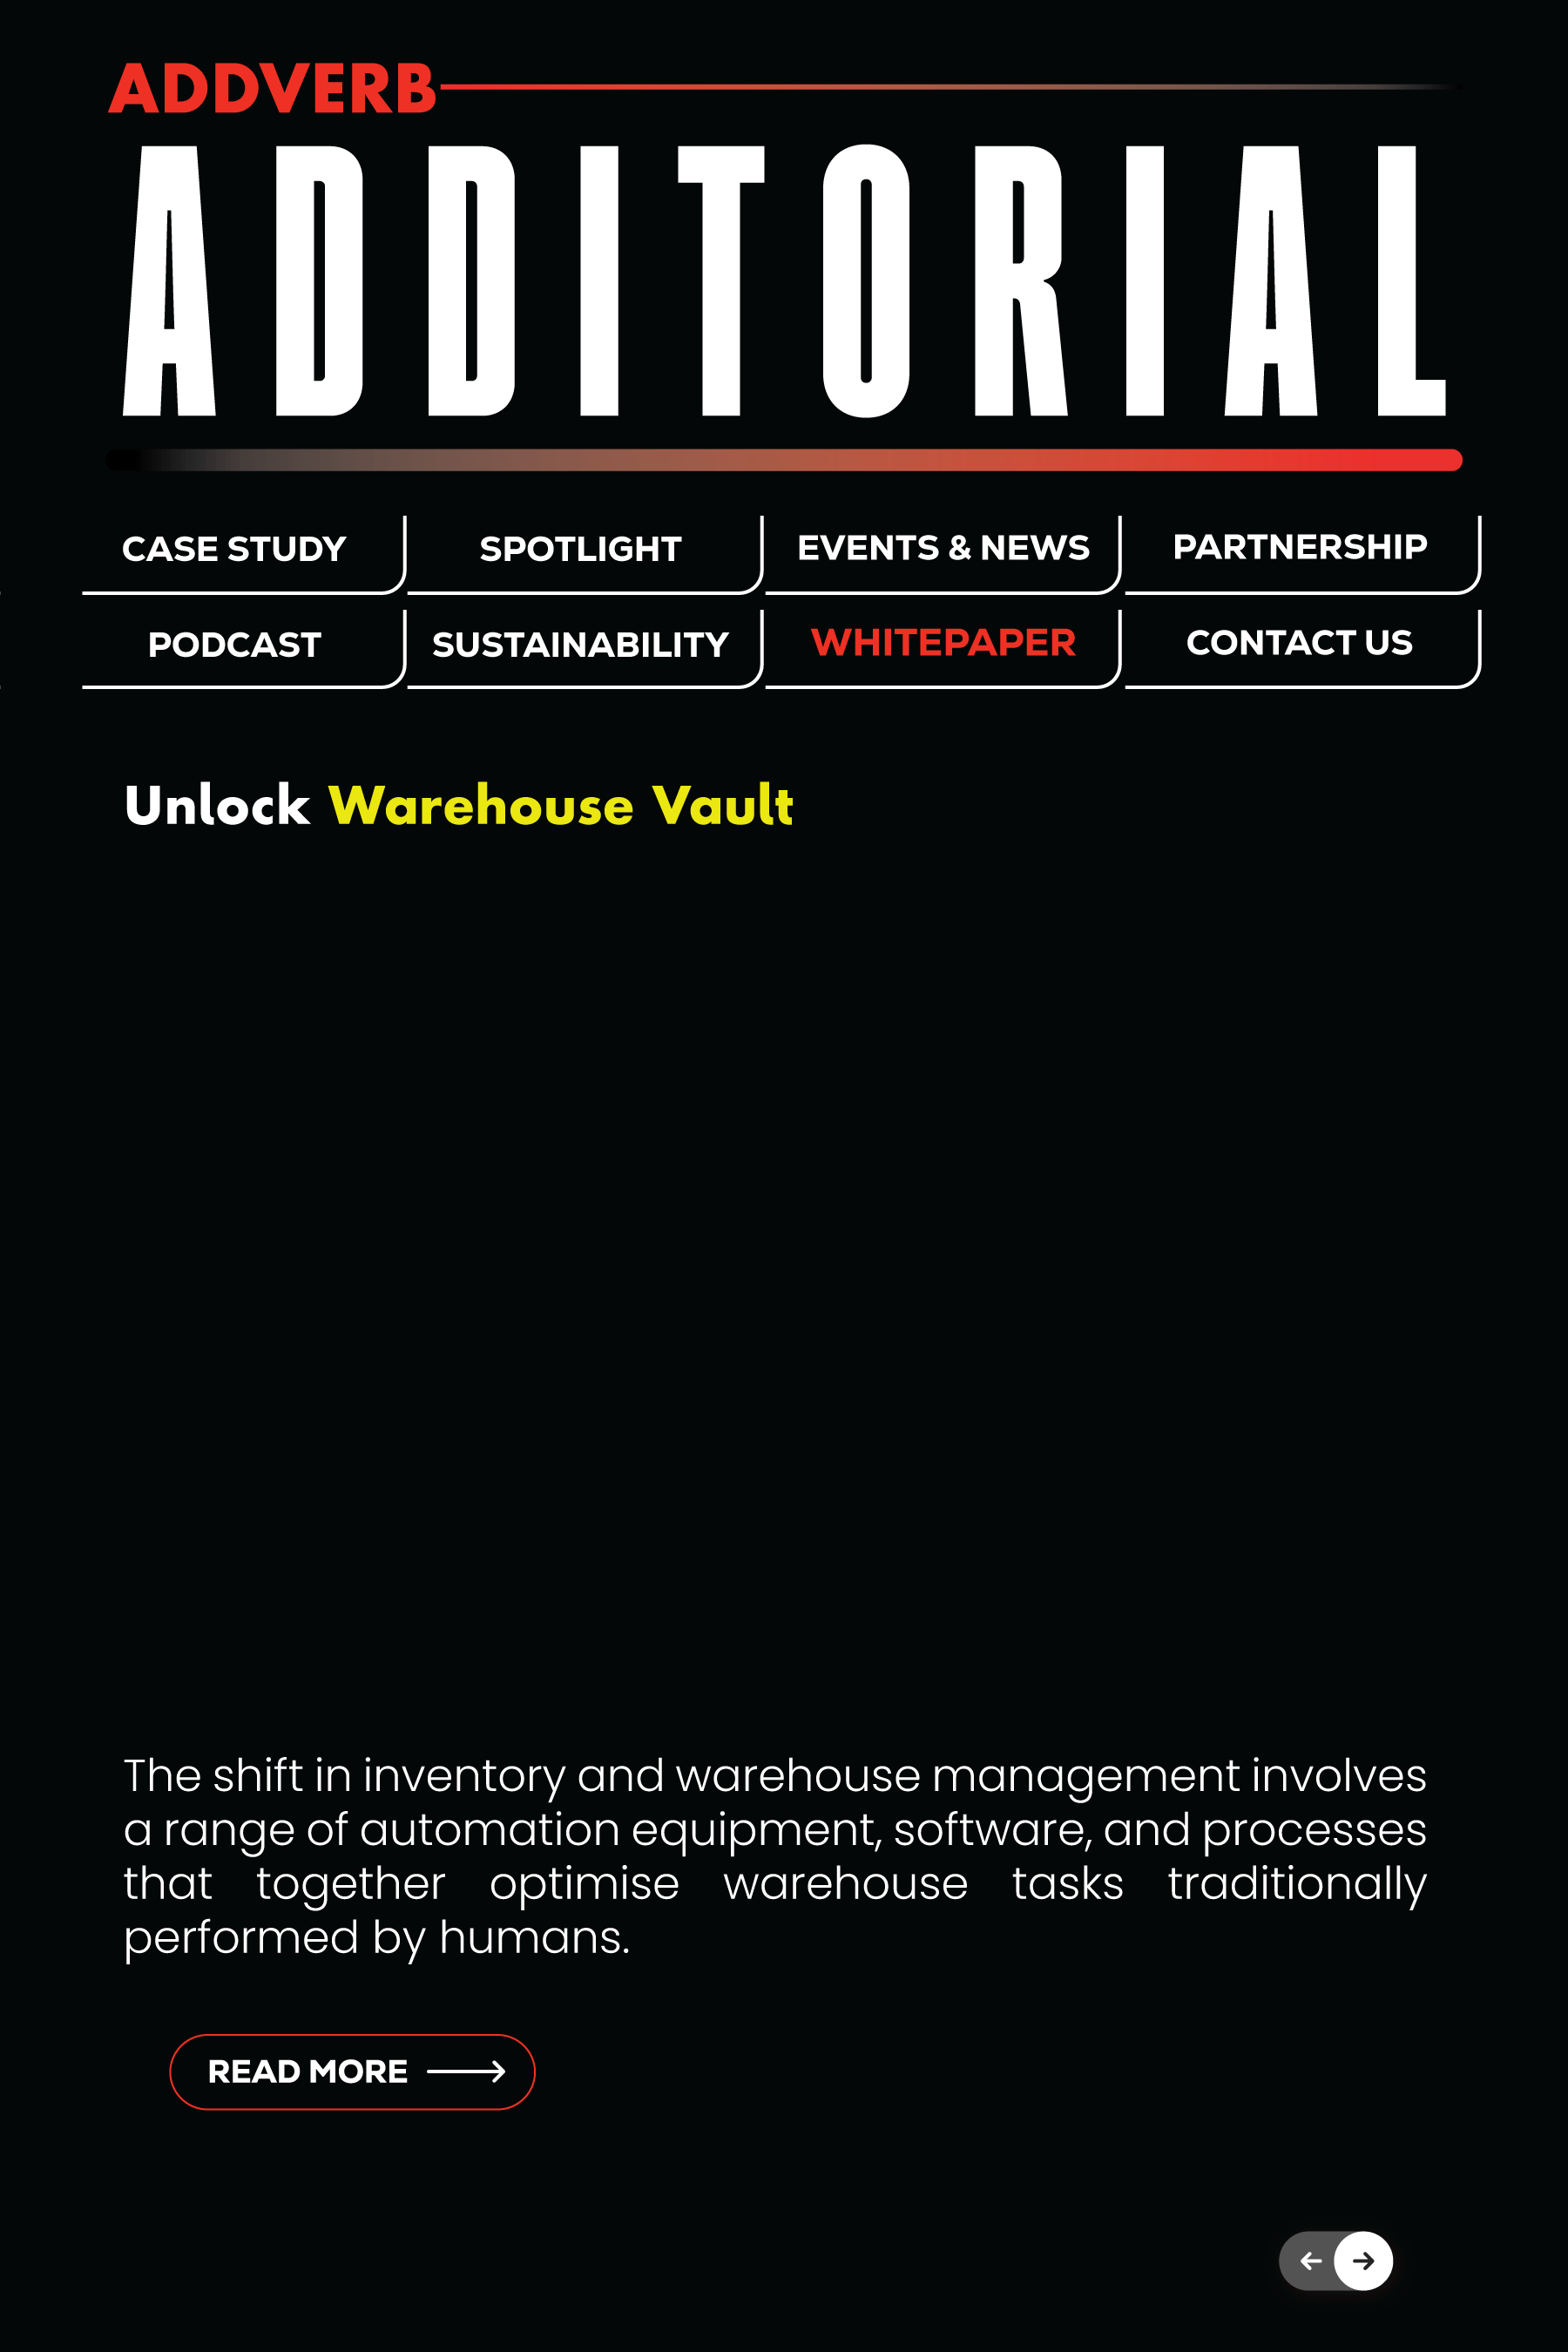 ADDVERB
ADDITORIAL
CASE STUDY SPOTLIGHT EVENTS & NEWS PARTNERSHIP
PODCAST SUSTAINABILITY WHITEPAPER CONTACT US
Unlock Warehouse Vault
The shift in inventory and warehouse management involves
a range of automation equipment, software, and processes
that together optimise warehouse tasks traditionally
performed by humans.
READ MORE